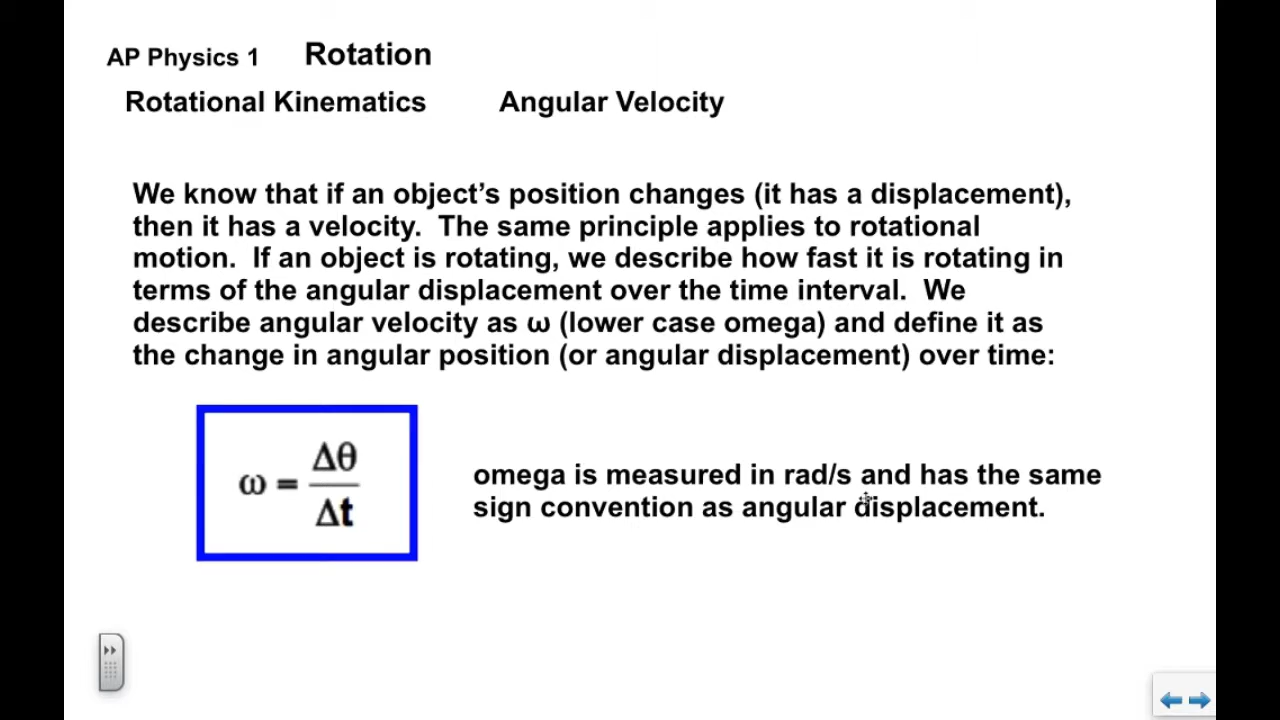 AP Physics 1 Rotation
Rotational Kinematics Angular Velocity
We know that if an object’s position changes (it has a displacement),
then it has a velocity.  The same principle applies to rotational
motion.  If an object is rotating, we describe how fast it is rotating in
terms of the angular displacement over the time interval.  We
describe angular velocity as ω (lower case omega) and define it as
the change in angular position (or angular displacement) over time:
ω = Δθ/Δt
omega is measured in rad/s and has the same
sign convention as angular displacement.